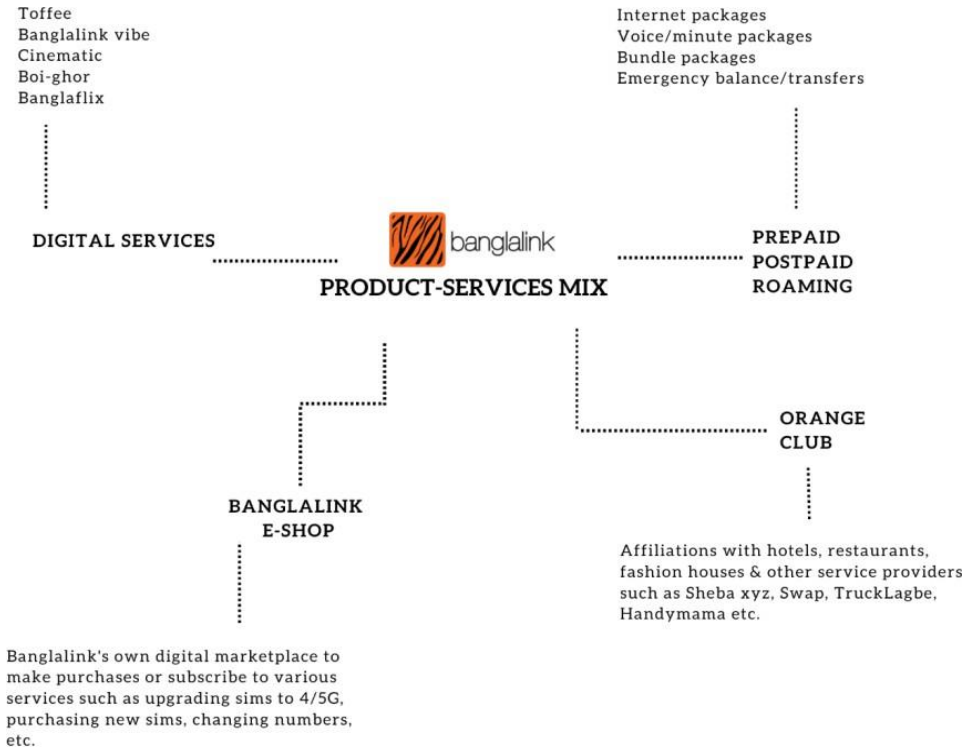 Toffee
Banglalink vibe
Cinematic
Boi-ghor
Banglaflix
Internet packages
Voice/minute packages
Bundle packages
Emergency balance/transfers
DIGITAL SERVICES
banglalink
PRODUCT-SERVICES MIX
PREPAID
POSTPAID
ROAMING
ORANGE
CLUB
BANGLALINK
E-SHOP
Affiliations with hotels, restaurants,
fashion houses & other service providers
such as Sheba xyz, Swap, TruckLagbe,
Handymama etc.
Banglalink's own digital marketplace to
make purchases or subscribe to various
services such as upgrading sims to 4/5G,
purchasing new sims, changing numbers,
etc.